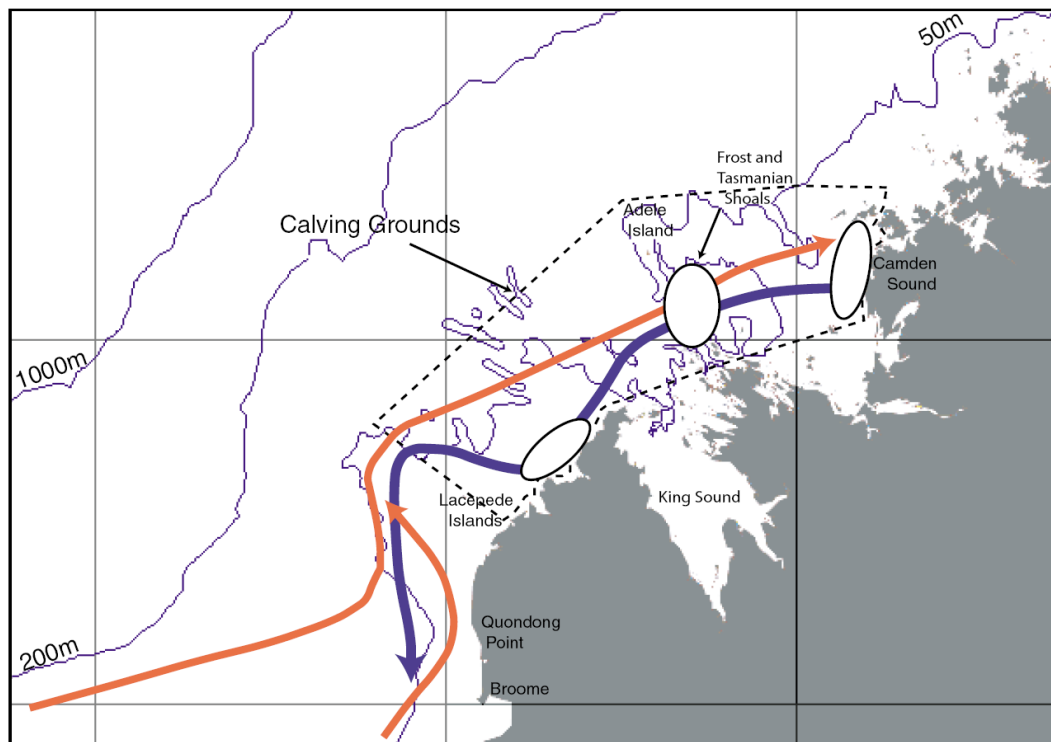 50m
Frost and
Tasmanian
Shoals
Adele
Island
Calving Grounds
Camden
Sound
1000m
Lacepede
Islands
King Sound
Quondong
Point
200m
Broome